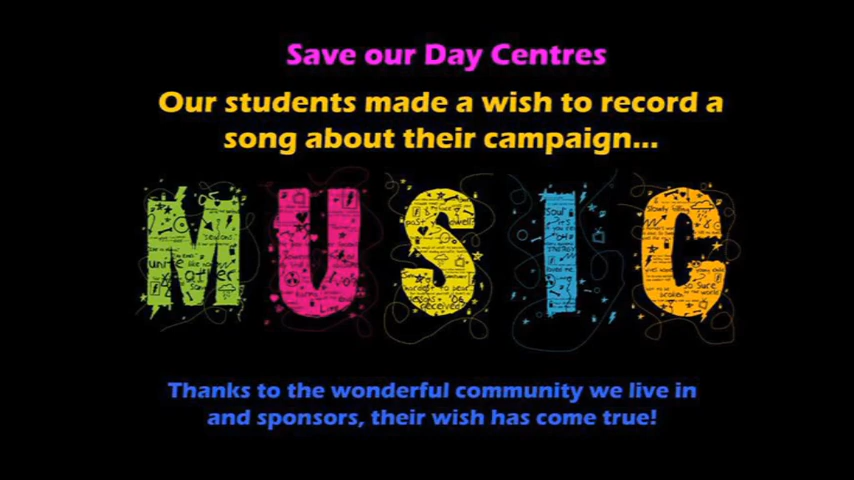 Save our Day Centres
Our students made a wish to record a
song about their campaign...
MUSIC
Thanks to the wonderful community we live in
and sponsors, their wish has come true!